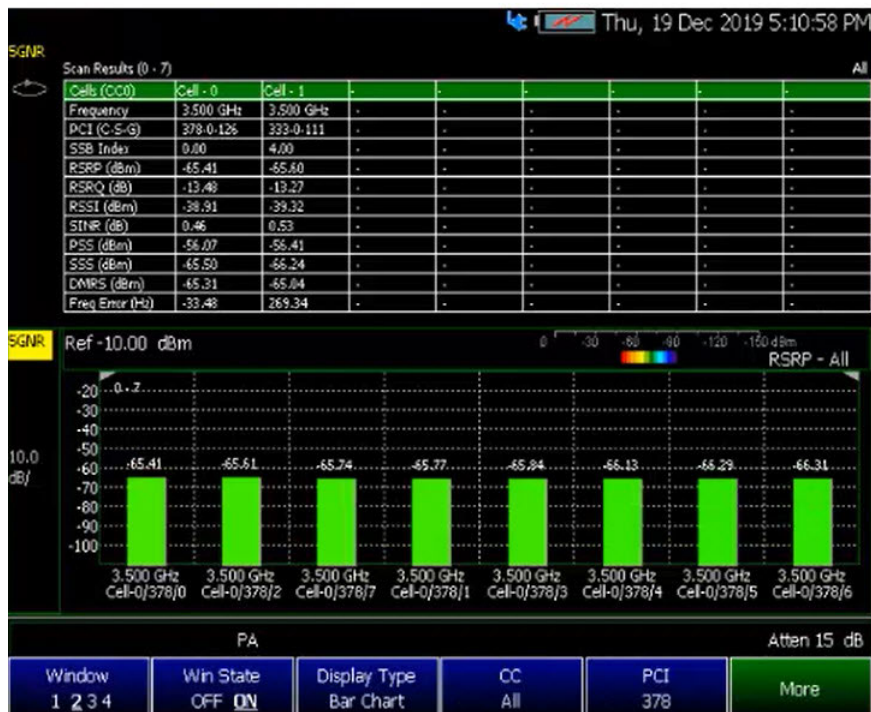 Thu, 19 Dec 2019 5:10:58 PM
5GNR
Scan Results (0 - 7) All
Cells (CC0) Cell - 0 Cell - 1 - - - - - -
Frequency 3.500 GHz 3.500 GHz - - - - - -
PCI (C-S-G) 378-0-126 333-0-111 - - - - - -
SSB Index 0.00 4.00 - - - - - -
RSRP (dBm) -65.41 -65.60 - - - - - -
RSRQ (dB) -13.48 -13.27 - - - - - -
RSSI (dBm) -38.91 -39.32 - - - - - -
SINR (dB) 0.46 0.53 - - - - - -
PSS (dBm) -56.07 -56.41 - - - - - -
SSS (dBm) -65.50 -66.24 - - - - - -
DMRS (dBm) -65.31 -65.04 - - - - - -
Freq Error (Hz) -33.48 269.34 - - - - - -
5GNR
Ref -10.00 dBm
0 -30 -60 -90 -120 -150 dBm
RSRP - All
0 - 7
-20
-30
-40
-50
10.0
dB/
-60
-70
-80
-90
-100
-65.41 -65.61 -65.74 -65.77 -65.84 -66.13 -66.29 -66.31
3.500 GHz 3.500 GHz 3.500 GHz 3.500 GHz 3.500 GHz 3.500 GHz 3.500 GHz 3.500 GHz
Cell-0/378/0 Cell-0/378/2 Cell-0/378/7 Cell-0/378/1 Cell-0/378/3 Cell-0/378/4 Cell-0/378/5 Cell-0/378/6
PA Atten 15 dB
Window Win State Display Type CC PCI More
1 2 3 4 OFF ON Bar Chart All 378